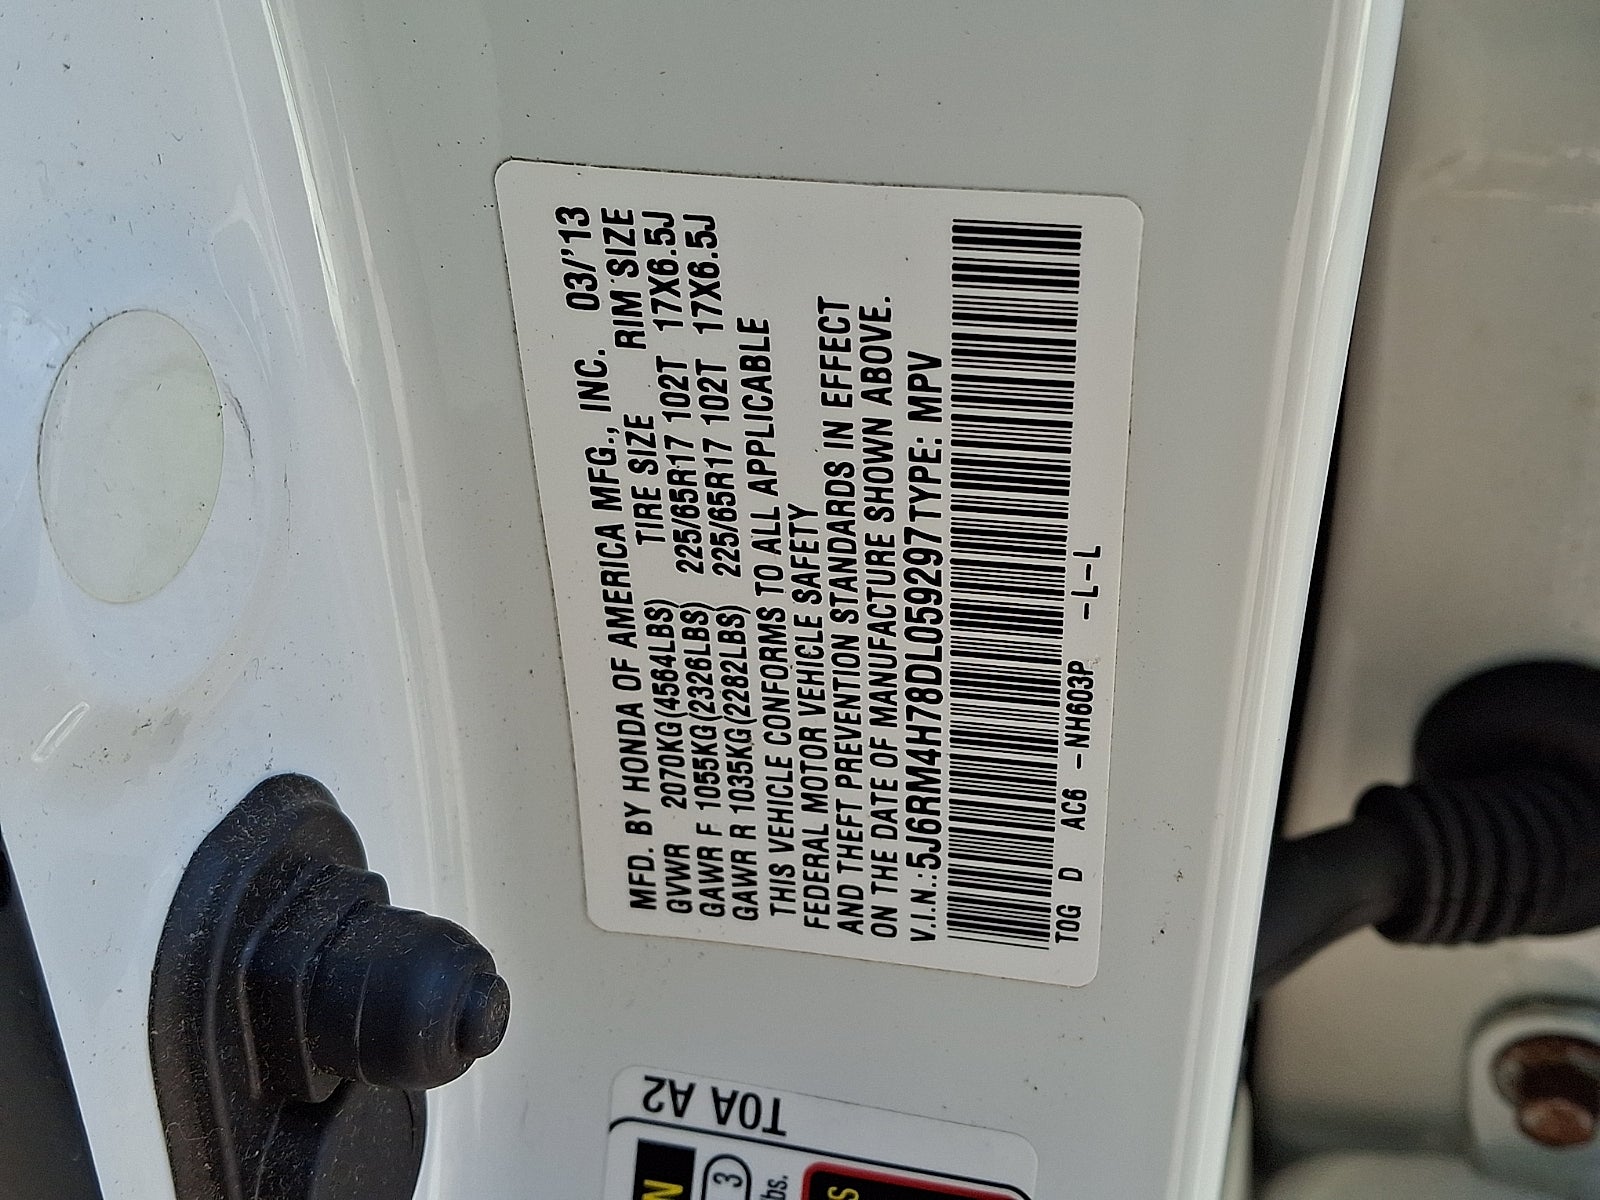 MFD. BY HONDA OF AMERICA MFG., INC. 03/'13
TIRE SIZE RIM SIZE
GVWR 2070KG(4564LBS)
GAWR F 1055KG(2326LBS) 225/65R17 102T 17X6.5J
GAWR R 1035KG(2282LBS) 225/65R17 102T 17X6.5J
THIS VEHICLE CONFORMS TO ALL APPLICABLE
FEDERAL MOTOR VEHICLE SAFETY
AND THEFT PREVENTION STANDARDS IN EFFECT
ON THE DATE OF MANUFACTURE SHOWN ABOVE.
V.I.N.:5J6RM4H78DL059297TYPE: MPV
T0G D AC6 -NH603P -L-L
T0A A2
N
3
bs.
S